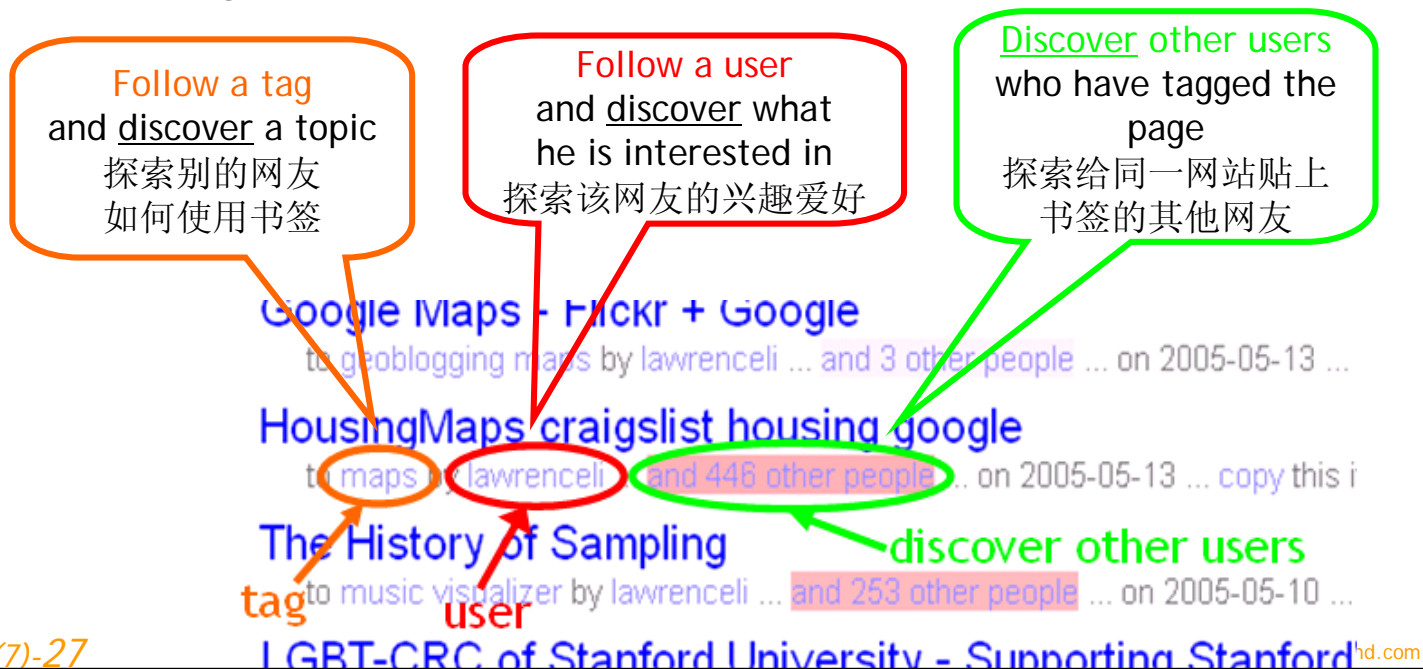 Follow a tag
and discover a topic
探索别的网友
如何使用书签
Follow a user
and discover what
he is interested in
探索该网友的兴趣爱好
Discover other users
who have tagged the
page
探索给同一网站贴上
书签的其他网友
Google Maps - Flickr + Google
to geoblogging maps by lawrenceli ... and 3 other people ... on 2005-05-13 ...
HousingMaps craigslist housing google
to maps by lawrenceli and 446 other people .. on 2005-05-13 ... copy this i
The History of Sampling
discover other users
to music visualizer by lawrenceli ... and 253 other people ... on 2005-05-10 ...
tag
user
(7)-27
LGBT-CRC of Stanford University - Supporting Stanford
hd.com